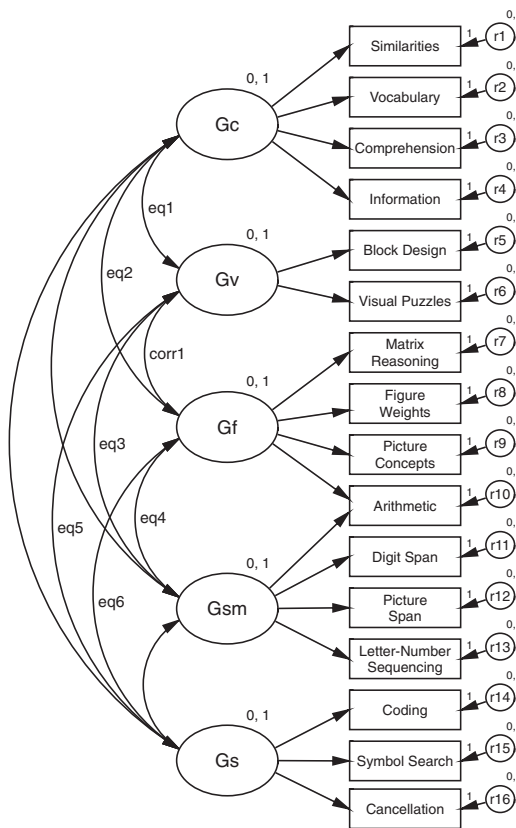 0,
1
r1
Similarities
0,
1
r2
Vocabulary
0, 1
Gc
0,
1
r3
Comprehension
0,
1
r4
Information
eq1
0, 1
Gv
0,
1
r5
Block Design
0,
1
r6
Visual Puzzles
eq2
corr1
0, 1
Gf
0,
1
r7
Matrix
Reasoning
0,
1
r8
Figure
Weights
0,
1
r9
Picture
Concepts
0,
1
r10
Arithmetic
eq3
eq4
eq5
eq6
0, 1
Gsm
0,
1
r11
Digit Span
0,
1
r12
Picture
Span
0,
1
r13
Letter-Number
Sequencing
0, 1
Gs
0,
1
r14
Coding
0,
1
r15
Symbol Search
0,
1
r16
Cancellation